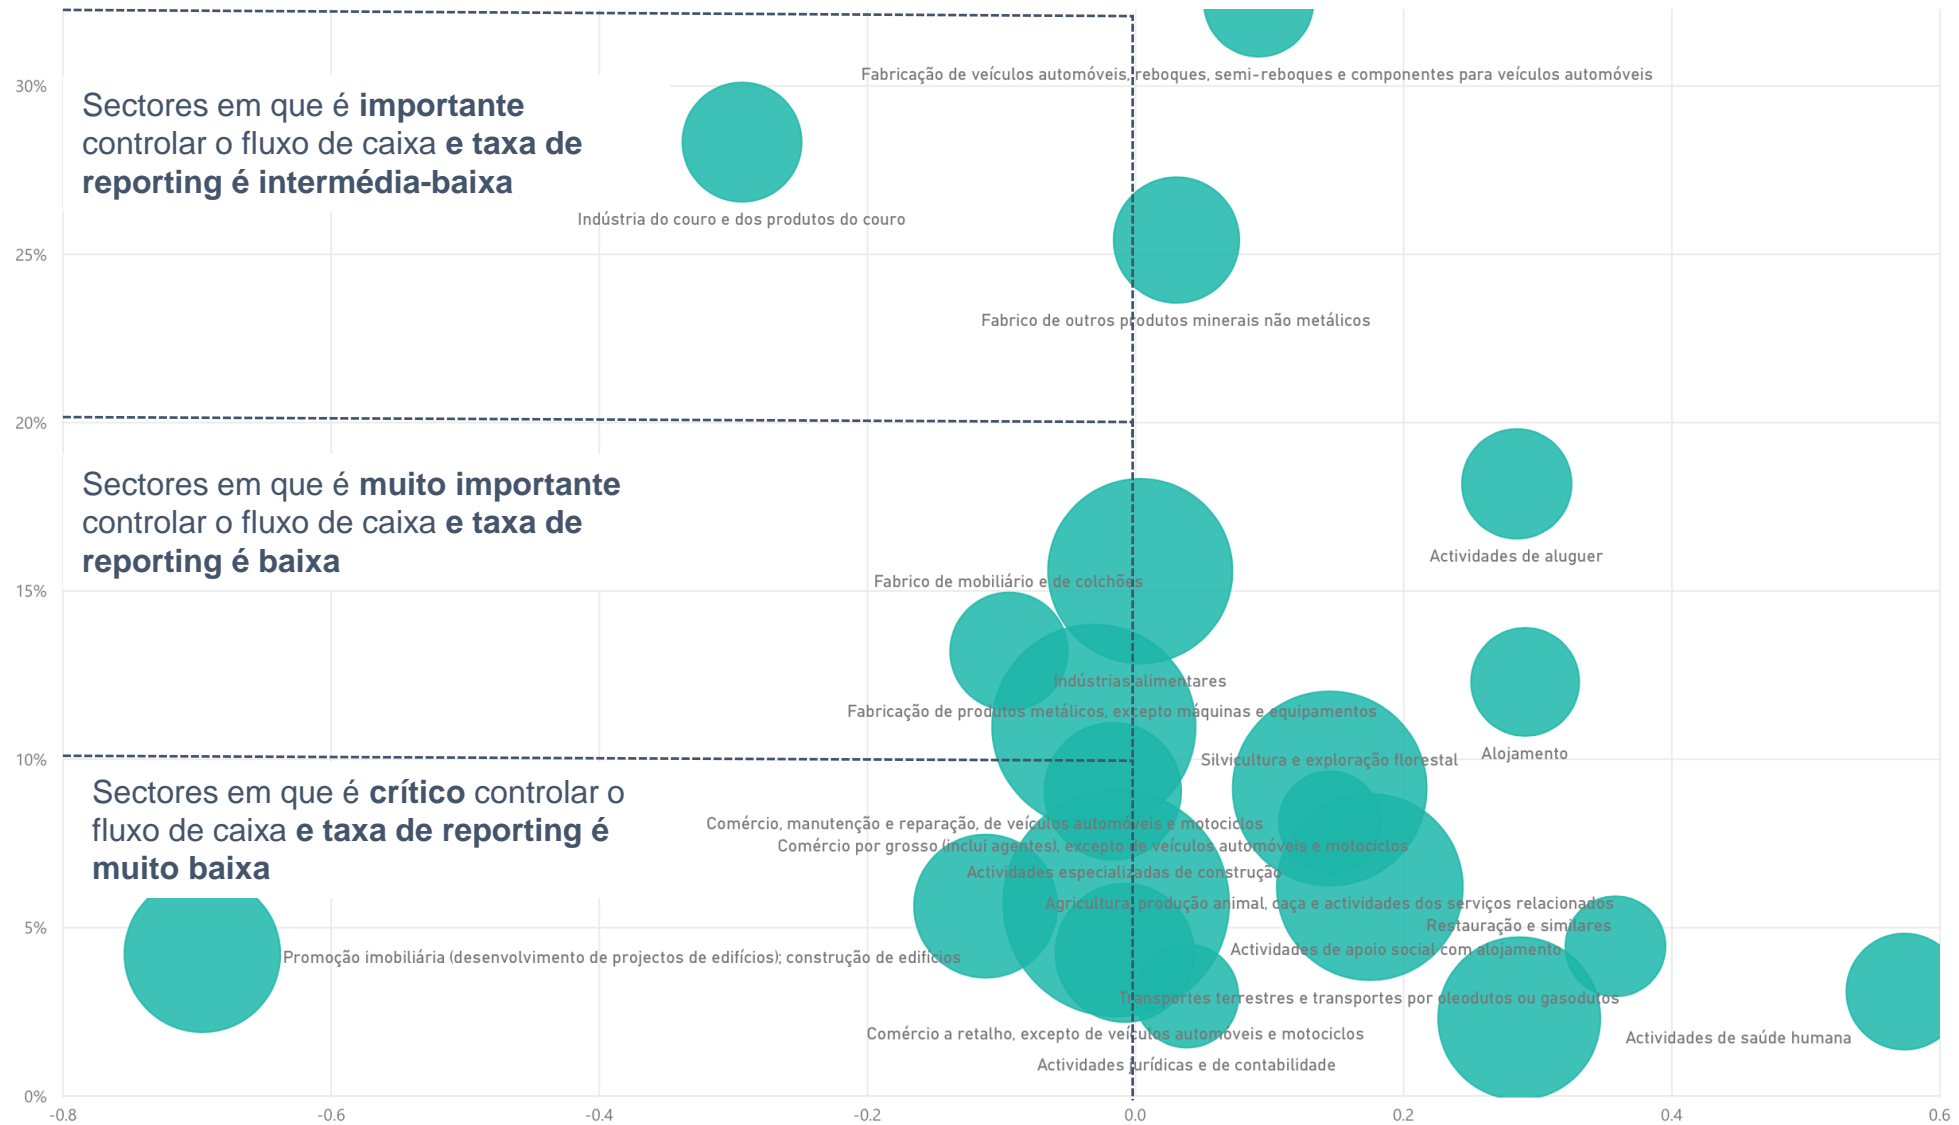 Fabricação de veículos automóveis, reboques, semi-reboques e componentes para veículos automóveis
30%
Sectores em que é importante
controlar o fluxo de caixa e taxa de
reporting é intermédia-baixa
Indústria do couro e dos produtos do couro
25%
Fabrico de outros produtos minerais não metálicos
20%
Sectores em que é muito importante
controlar o fluxo de caixa e taxa de
reporting é baixa
Actividades de aluguer
Fabrico de mobiliário e de colchões
15%
Indústrias alimentares
Fabricação de produtos metálicos, excepto máquinas e equipamentos
Alojamento
Silvicultura e exploração florestal
10%
Sectores em que é crítico controlar o
fluxo de caixa e taxa de reporting é
muito baixa
Comércio, manutenção e reparação, de veículos automóveis e motociclos
Comércio por grosso (inclui agentes), excepto de veículos automóveis e motociclos
Actividades especializadas de construção
Agricultura, produção animal, caça e actividades dos serviços relacionados
Restauração e similares
5%
Actividades de apoio social com alojamento
Promoção imobiliária (desenvolvimento de projectos de edifícios); construção de edifícios
Transportes terrestres e transportes por oleodutos ou gasodutos
Comércio a retalho, excepto de veículos automóveis e motociclos
Actividades de saúde humana
Actividades jurídicas e de contabilidade
0%
-0.8 -0.6 -0.4 -0.2 0.0 0.2 0.4 0.6